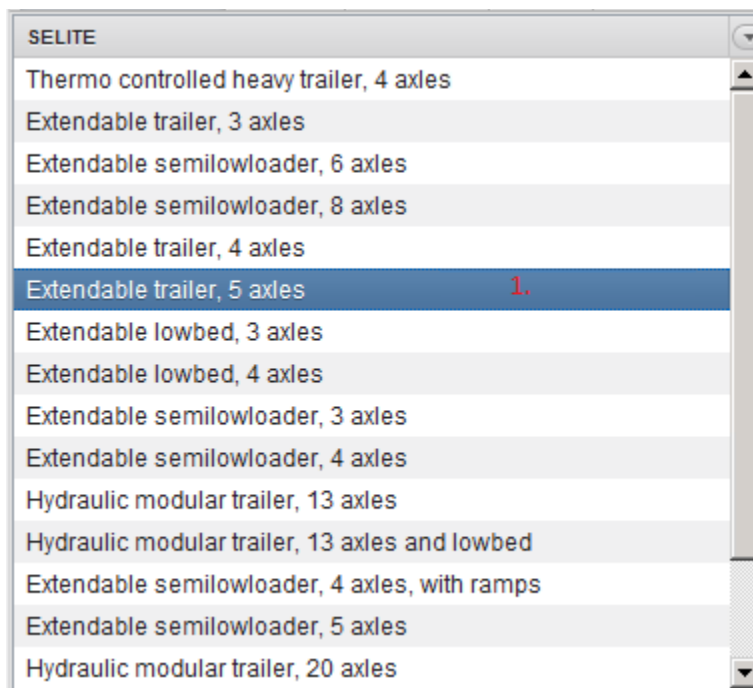 SELITE
Thermo controlled heavy trailer, 4 axles
Extendable trailer, 3 axles
Extendable semilowloader, 6 axles
Extendable semilowloader, 8 axles
Extendable trailer, 4 axles
Extendable trailer, 5 axles 1.
Extendable lowbed, 3 axles
Extendable lowbed, 4 axles
Extendable semilowloader, 3 axles
Extendable semilowloader, 4 axles
Hydraulic modular trailer, 13 axles
Hydraulic modular trailer, 13 axles and lowbed
Extendable semilowloader, 4 axles, with ramps
Extendable semilowloader, 5 axles
Hydraulic modular trailer, 20 axles